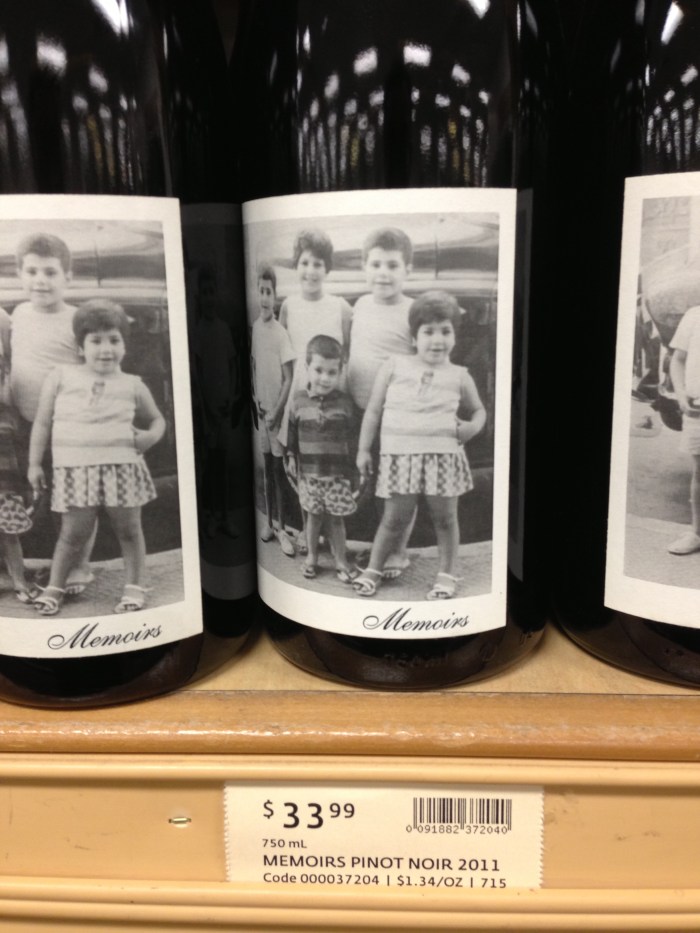 Memoirs
Memoirs
$33.99
0 091882 372040
750 mL
MEMOIRS PINOT NOIR 2011
Code 000037204 | $1.34/OZ | 715